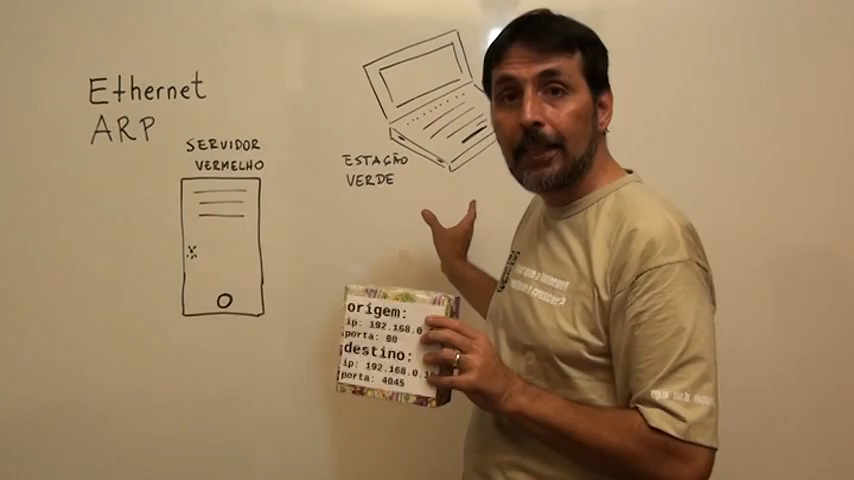 Ethernet
ARP
SERVIDOR
VERMELHO
ESTAÇÃO
VERDE
origem:
ip: 192.168.0
porta: 80
destino:
ip: 192.168.0.1
porta: 4045